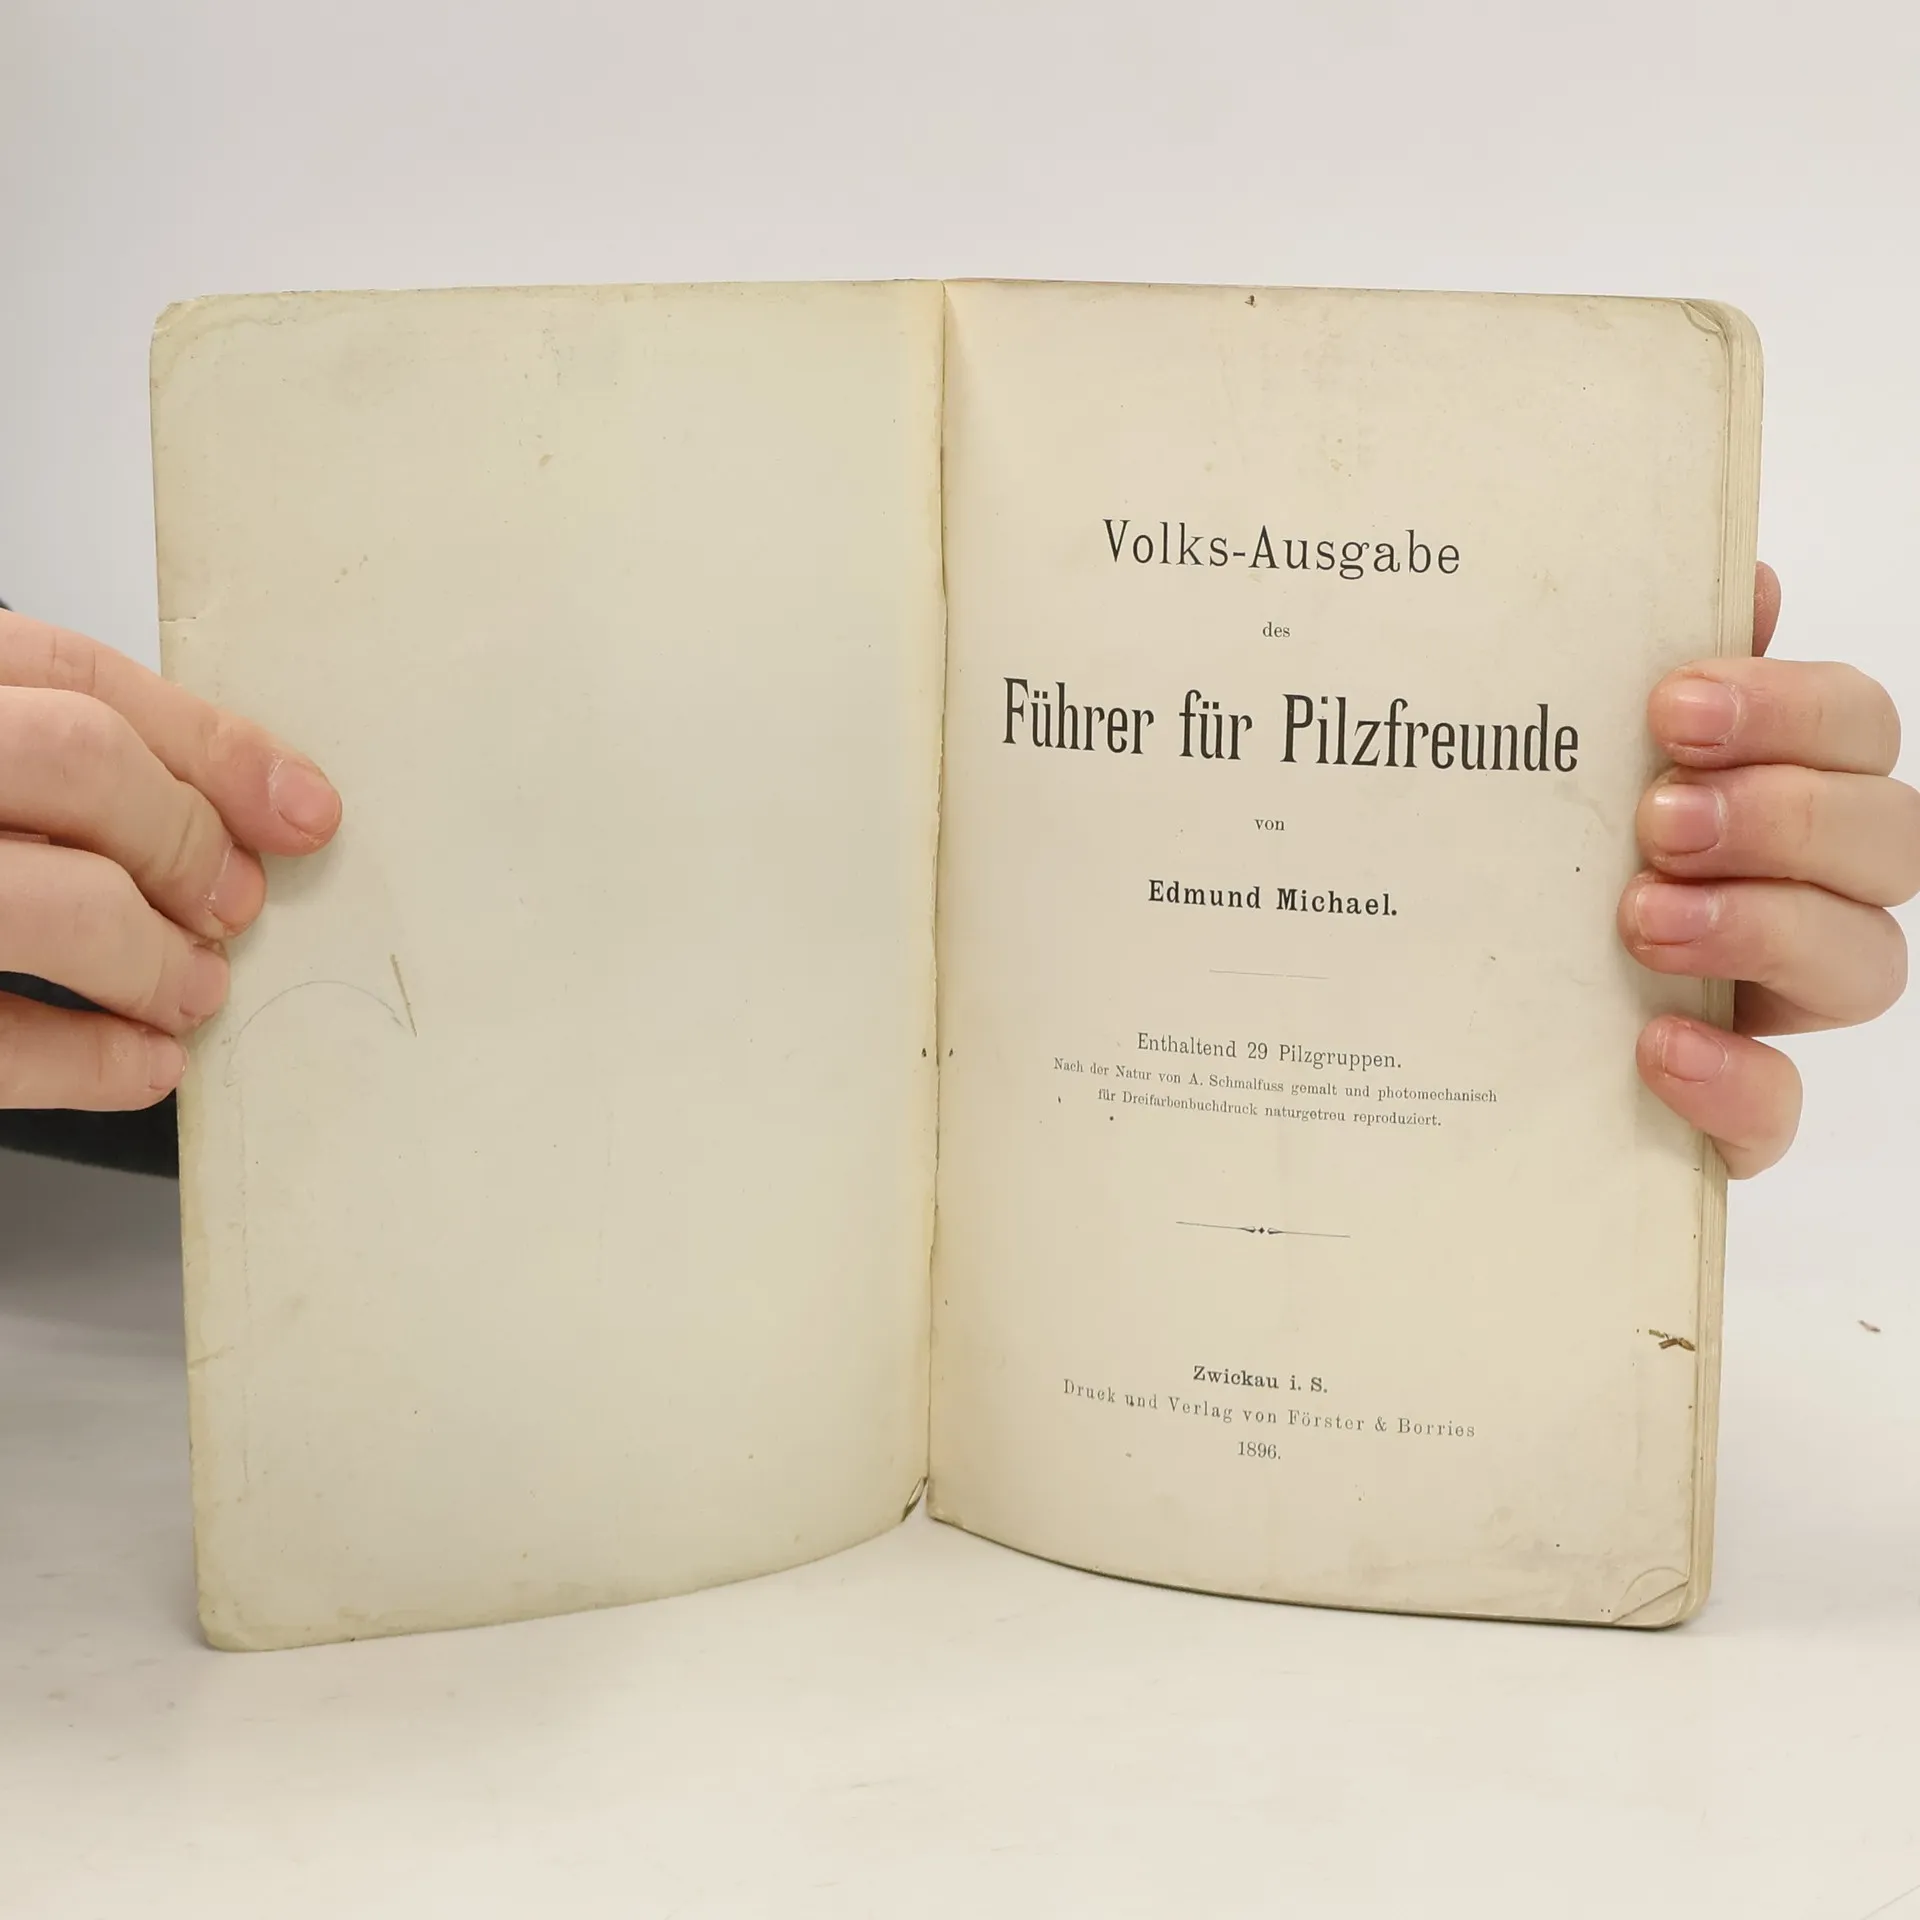 Volks-Ausgabe
des
Führer für Pilzfreunde
von
Edmund Michael.
Enthaltend 29 Pilzgruppen.
Nach der Natur von A. Schmalfuss gemalt und photomechanisch
für Dreifarbenbuchdruck naturgetreu reproduziert.
Zwickau i. S.
Druck und Verlag von Förster & Borries
1896.